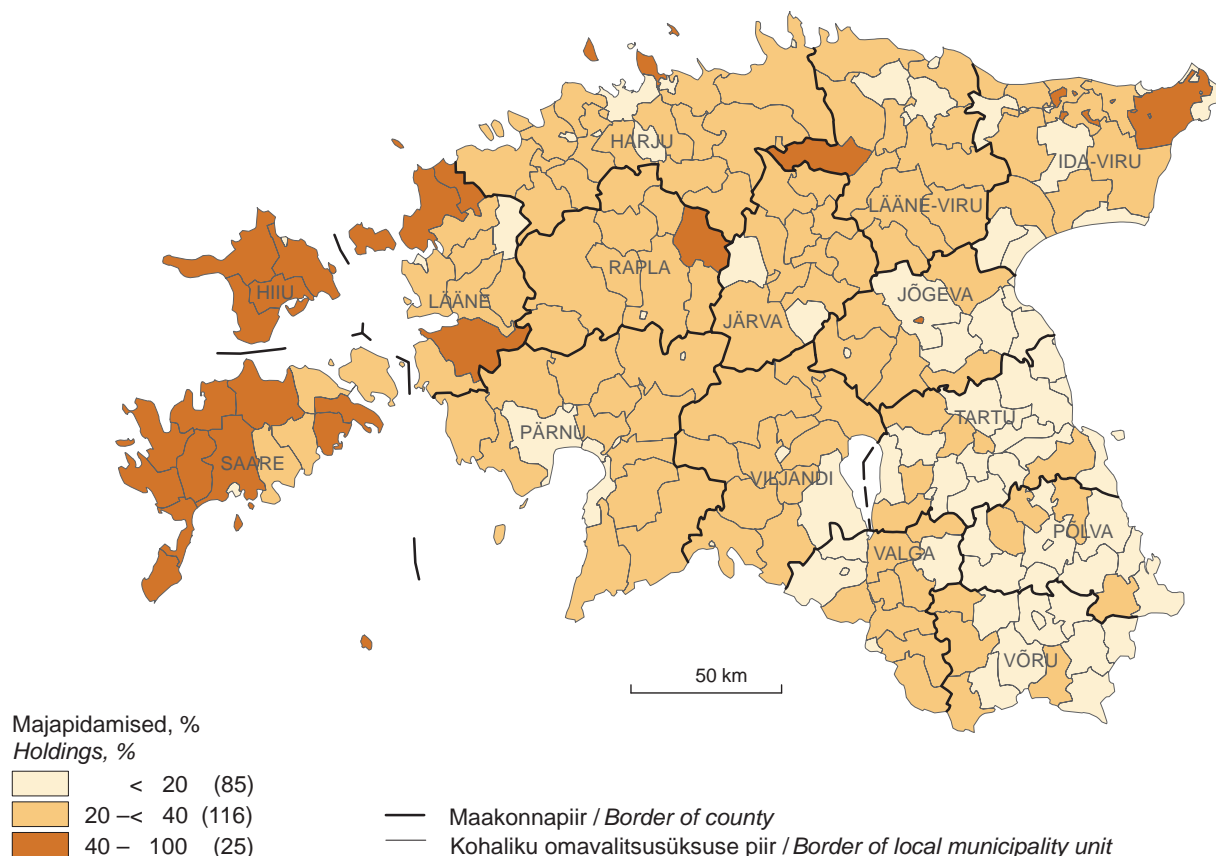 HARJU
IDA-VIRU
LÄÄNE-VIRU
RAPLA
HIIU
LÄÄNE
JÄRVA
JÕGEVA
TARTU
PÄRNU
SAARE
VILJANDI
PÕLVA
VALGA
VÕRU
50 km
Majapidamised, %
Holdings, %
< 20 (85)
20 –< 40 (116)
40 – 100 (25)
Maakonnapiir / Border of county
Kohaliku omavalitsusüksuse piir / Border of local municipality unit